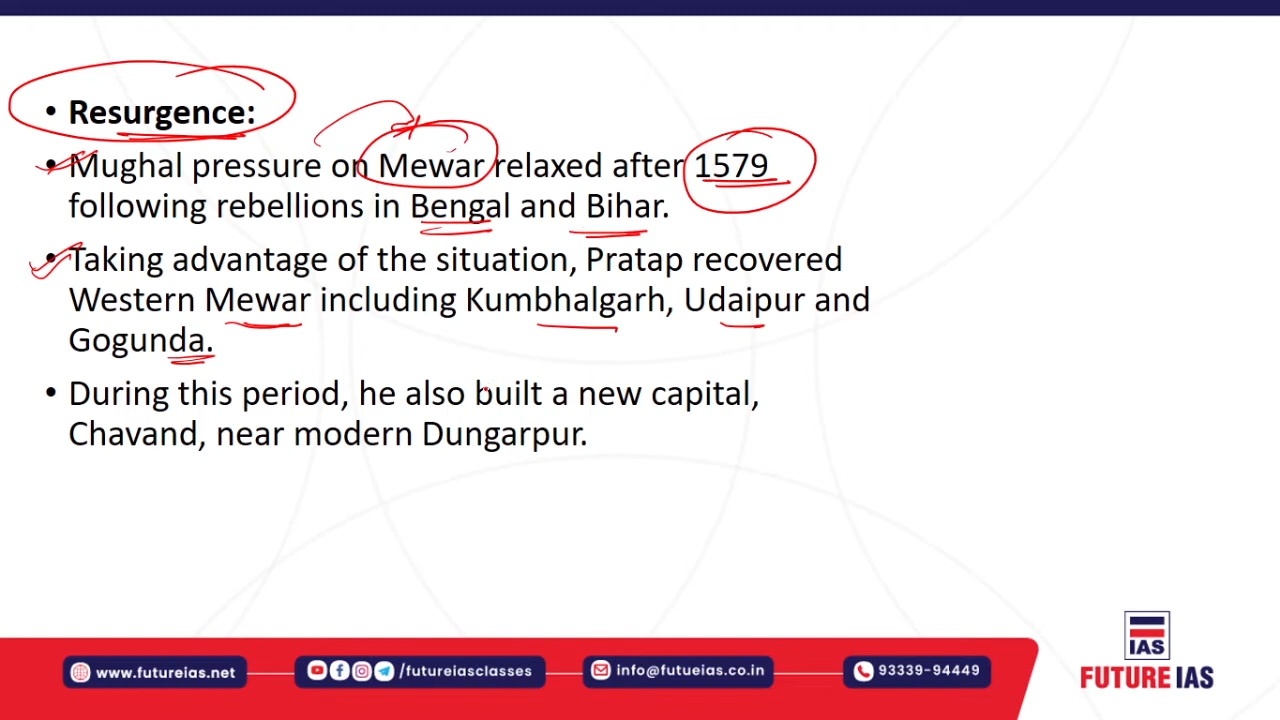 • Resurgence:
• Mughal pressure on Mewar relaxed after 1579
following rebellions in Bengal and Bihar.
• Taking advantage of the situation, Pratap recovered
Western Mewar including Kumbhalgarh, Udaipur and
Gogunda.
• During this period, he also built a new capital,
Chavand, near modern Dungarpur.
IAS
FUTURE IAS
www.futureias.net
/futureiasclasses
info@futueias.co.in
93339-94449